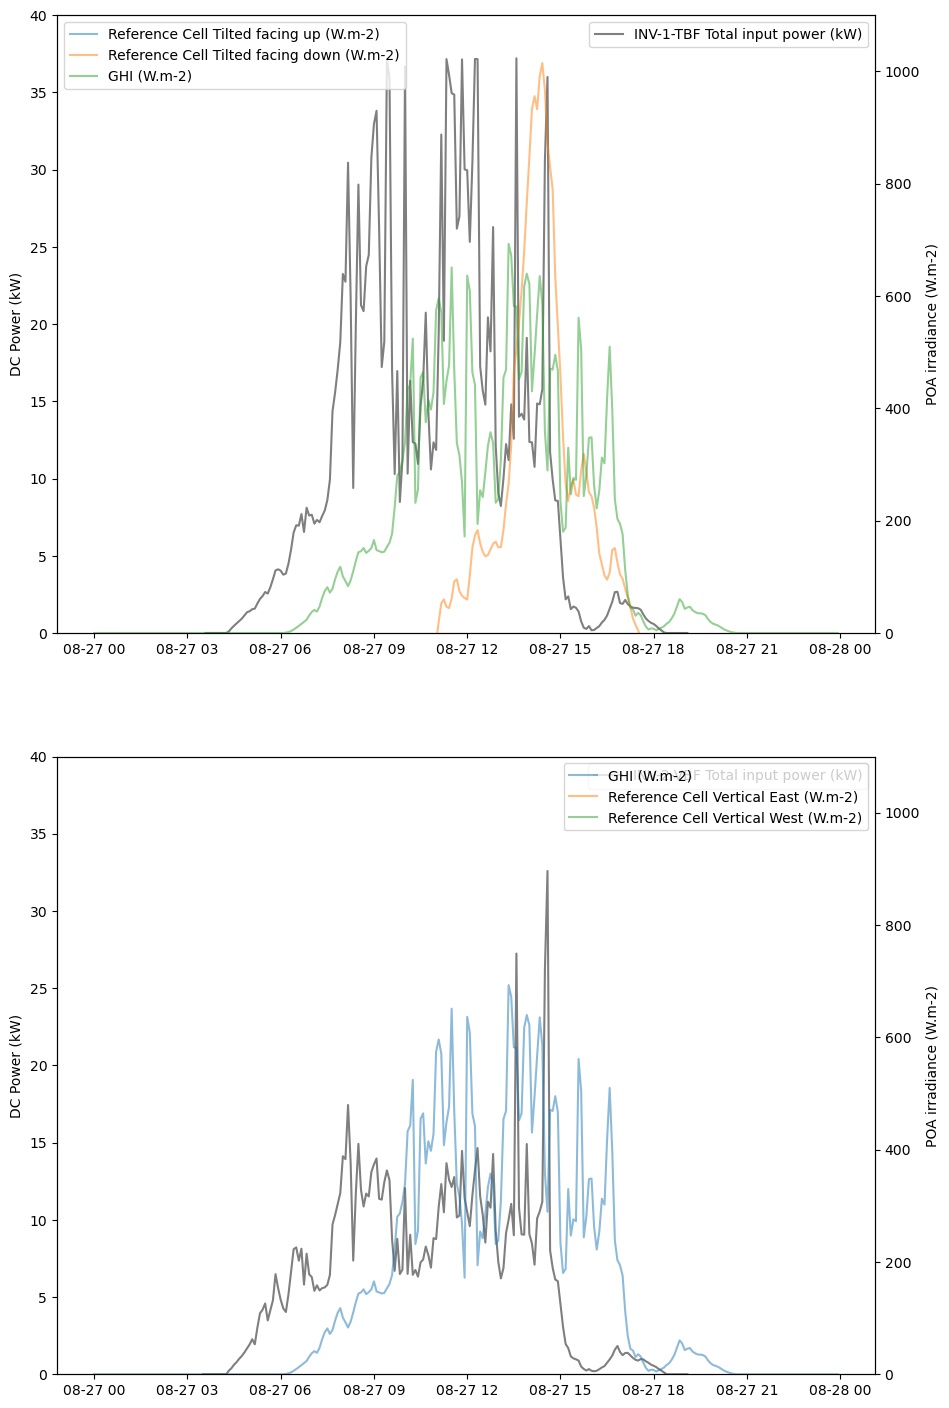 40
35
30
25
20
15
10
5
0
DC Power (kW)
Reference Cell Tilted facing up (W.m-2)
Reference Cell Tilted facing down (W.m-2)
GHI (W.m-2)
INV-1-TBF Total input power (kW)
1000
800
600
400
200
0
POA irradiance (W.m-2)
08-27 00 08-27 03 08-27 06 08-27 09 08-27 12 08-27 15 08-27 18 08-27 21 08-28 00
40
35
30
25
20
15
10
5
0
DC Power (kW)
Total input power (kW)
GHI (W.m-2)
Reference Cell Vertical East (W.m-2)
Reference Cell Vertical West (W.m-2)
1000
800
600
400
200
0
POA irradiance (W.m-2)
08-27 00 08-27 03 08-27 06 08-27 09 08-27 12 08-27 15 08-27 18 08-27 21 08-28 00